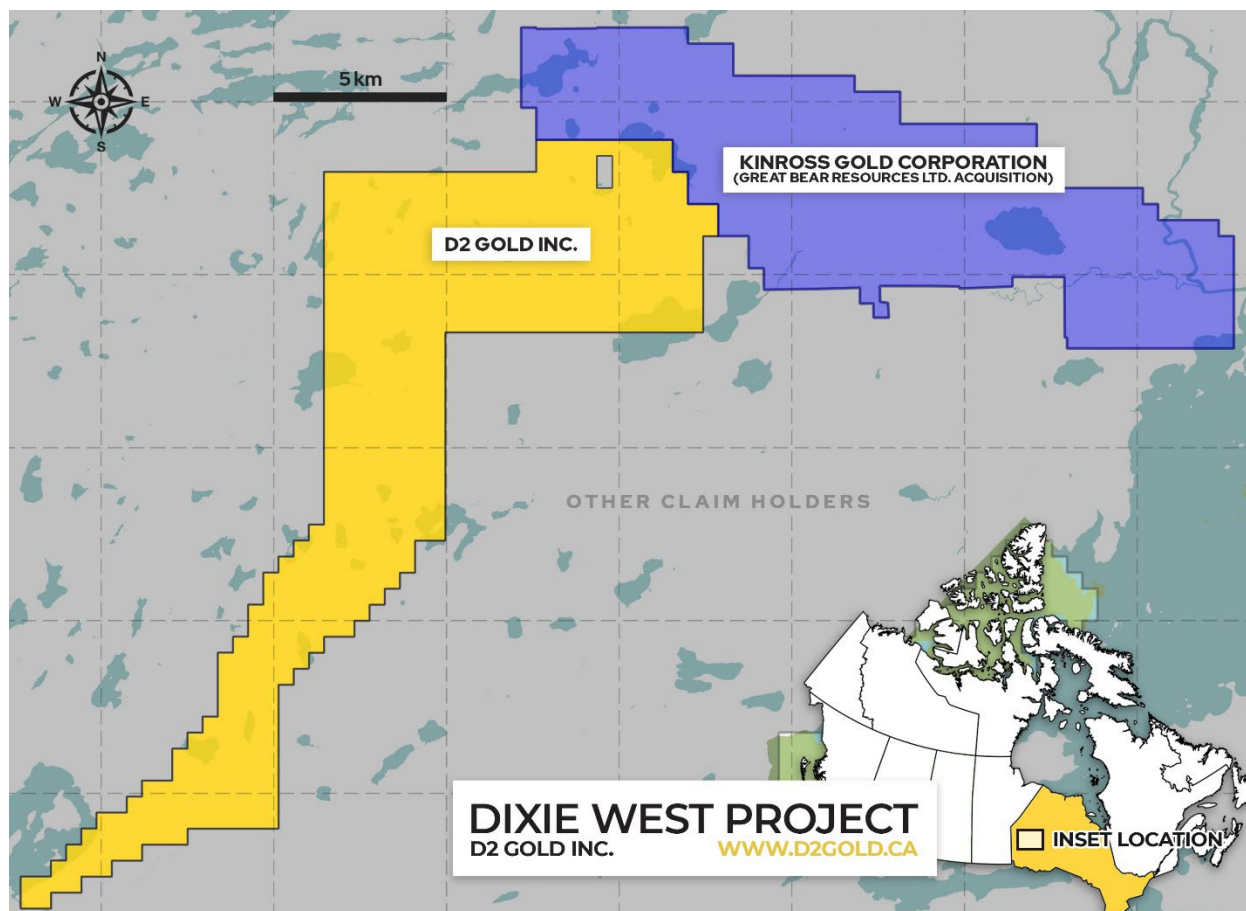 N
W E
S
5 km
KINROSS GOLD CORPORATION
(GREAT BEAR RESOURCES LTD. ACQUISITION)
D2 GOLD INC.
OTHER CLAIM HOLDERS
DIXIE WEST PROJECT
D2 GOLD INC. WWW.D2GOLD.CA
INSET LOCATION